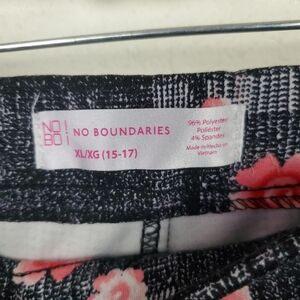 NO
BO
NO BOUNDARIES
XL/XG (15-17)
96% Polyester
Poliéster
4% Spandex
Made in/Hecho en
Vietnam